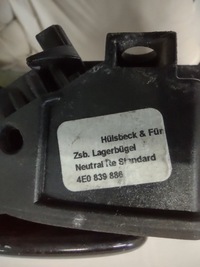 Hülsbeck & Für
Zsb. Lagerbügel
Neutral Re Standard
4E0 839 886